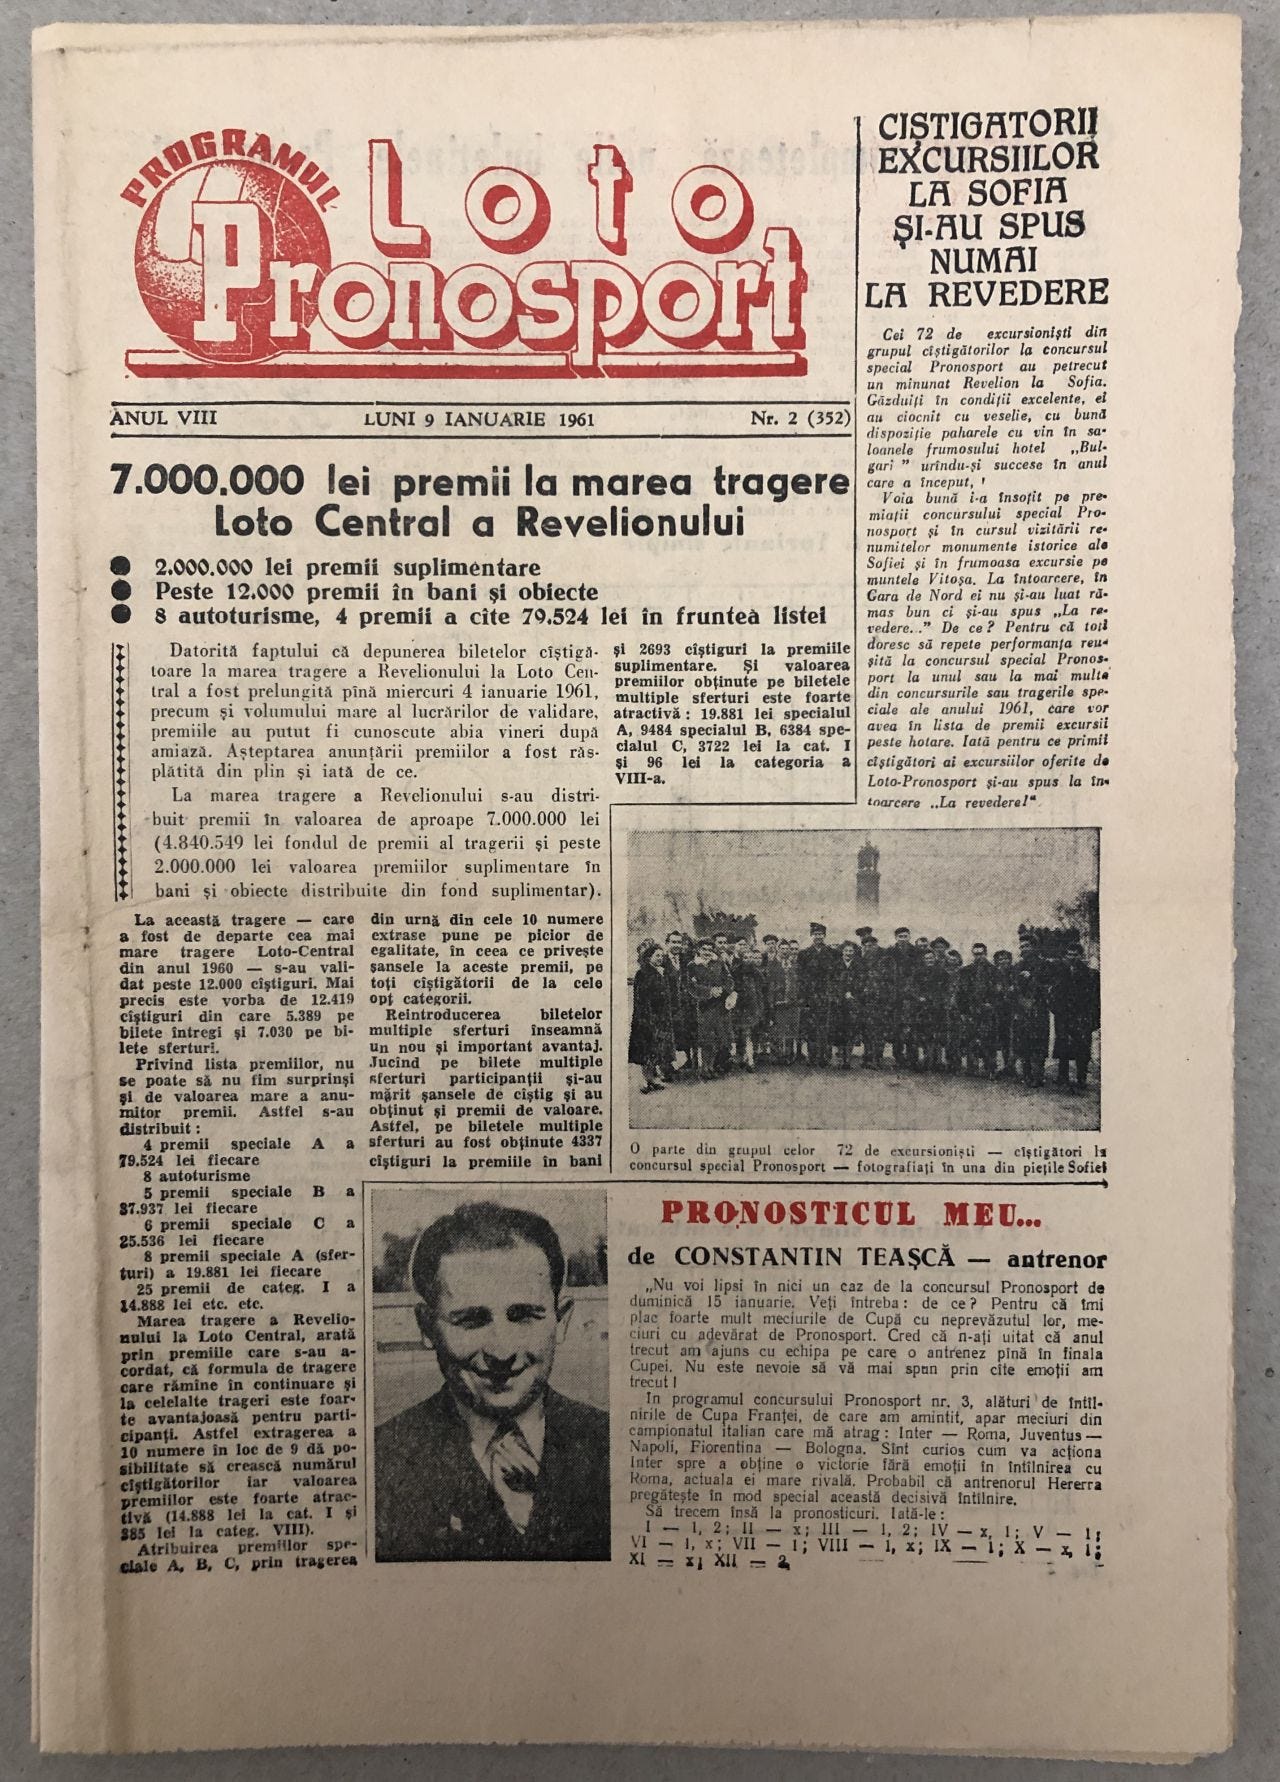 PROGRAMUL
Loto
Pronosport
ANUL VIII LUNI 9 IANUARIE 1961 Nr. 2 (352)
7.000.000 lei premii la marea tragere
Loto Central a Revelionului
● 2.000.000 lei premii suplimentare
● Peste 12.000 premii în bani și obiecte
● 8 autoturisme, 4 premii a cîte 79.524 lei în fruntea listei
Datorită faptului că depunerea biletelor cîștigă-
toare la marea tragere a Revelionului la Loto Cen-
tral a fost prelungită pînă miercuri 4 ianuarie 1961,
precum și volumului mare al lucrărilor de validare,
premiile au putut fi cunoscute abia vineri după
amiază. Așteptarea anunțării premiilor a fost răs-
plătită din plin și iată de ce.
La marea tragere a Revelionului s-au distri-
buit premii în valoarea de aproape 7.000.000 lei
(4.840.549 lei fondul de premii al tragerii și peste
2.000.000 lei valoarea premiilor suplimentare în
bani și obiecte distribuite din fond suplimentar).
La această tragere — care
a fost de departe cea mai
mare tragere Loto-Central
din anul 1960 — s-au vali-
dat peste 12.000 cîștiguri. Mai
precis este vorba de 12.419
cîștiguri din care 5.389 pe
bilete întregi și 7.030 pe bi-
lete sferturi.
Privind lista premiilor, nu
se poate să nu fim surprinși
și de valoarea mare a anu-
mitor premii. Astfel s-au
distribuit :
4 premii speciale A a
79.524 lei fiecare
8 autoturisme
5 premii speciale B a
37.937 lei fiecare
6 premii speciale C a
25.536 lei fiecare
8 premii speciale A (sfer-
turi) a 19.881 lei fiecare
25 premii de categ. I a
14.888 lei etc. etc.
Marea tragere a Revelio-
nului la Loto Central, arată
prin premiile care s-au a-
cordat, că formula de tragere
care rămîne în continuare și
la celelalte trageri este foar-
te avantajoasă pentru parti-
cipanți. Astfel extragerea a
10 numere în loc de 9 dă po-
sibilitate să crească numărul
cîștigătorilor iar valoarea
premiilor este foarte atrac-
tivă (14.888 lei la cat. I și
385 lei la categ. VIII).
Atribuirea premiilor spe-
ciale A, B, C, prin tragerea
din urnă din cele 10 numere
extrase pune pe picior de
egalitate, în ceea ce privește
șansele la aceste premii, pe
toți cîștigătorii de la cele
opt categorii.
Reintroducerea biletelor
multiple sferturi înseamnă
un nou și important avantaj.
Jucînd pe bilete multiple
sferturi participanții și-au
mărit șansele de cîștig și au
obținut și premii de valoare.
Astfel, pe biletele multiple
sferturi au fost obținute 4337
cîștiguri la premiile în bani
și 2693 cîștiguri la premiile
suplimentare. Și valoarea
premiilor obținute pe biletele
multiple sferturi este foarte
atractivă : 19.881 lei specialul
A, 9484 specialul B, 6384 spe-
cialul C, 3722 lei la cat. I
și 96 lei la categoria a
VIII-a.
CIȘTIGATORII
EXCURSIILOR
LA SOFIA
ȘI-AU SPUS
NUMAI
LA REVEDERE
Cei 72 de excursioniști din
grupul cîștigătorilor la concursul
special Pronosport au petrecut
un minunat Revelion la Sofia.
Găzduiți în condiții excelente, ei
au ciocnit cu veselie, cu bună
dispoziție paharele cu vin în sa-
loanele frumosului hotel „Bul-
gari ” urîndu-și succese în anul
care a început,
Voia bună i-a însoțit pe pre-
miații concursului special Pro-
nosport și în cursul vizitării re-
numitelor monumente istorice ale
Sofiei și în frumoasa excursie pe
muntele Vitoșa. La întoarcere, în
Gara de Nord ei nu și-au luat ră-
mas bun ci și-au spus „La re-
vedere...” De ce ? Pentru că toți
doresc să repete performanța reu-
șită la concursul special Pronos-
port la unul sau la mai multe
din concursurile sau tragerile spe-
ciale ale anului 1961, care vor
avea în lista de premii excursii
peste hotare. Iată pentru ce primii
cîștigători ai excursiilor oferite de
Loto-Pronosport și-au spus la în-
toarcere „La revedere!“
O parte din grupul celor 72 de excursioniști — cîștigători la
concursul special Pronosport — fotografiați în una din piețile Sofiei
PRONOSTICUL MEU...
de CONSTANTIN TEAȘCĂ — antrenor
„Nu voi lipsi în nici un caz de la concursul Pronosport de
duminică 15 ianuarie. Veți întreba : de ce ? Pentru că îmi
plac foarte mult meciurile de Cupă cu neprevăzutul lor, me-
ciuri cu adevărat de Pronosport. Cred că n-ați uitat că anul
trecut am ajuns cu echipa pe care o antrenez pînă în finala
Cupei. Nu este nevoie să vă mai spun prin cîte emoții am
trecut !
In programul concursului Pronosport nr. 3, alături de întîl-
nirile de Cupa Franței, de care am amintit, apar meciuri din
campionatul italian care mă atrag : Inter — Roma, Juventus —
Napoli, Fiorentina — Bologna. Sînt curios cum va acționa
Inter spre a obține o victorie fără emoții în întîlnirea cu
Roma, actuala ei mare rivală. Probabil că antrenorul Hererra
pregătește în mod special această decisivă întîlnire.
Să trecem însă la pronosticuri. Iată-le :
I — 1, 2 ; II — x ; III — 1, 2 ; IV — x, 1 ; V — 1 ;
VI — 1, x ; VII — 1 ; VIII — 1, x ; IX — 1 ; X — x, 1 ;
XI — x ; XII — 2